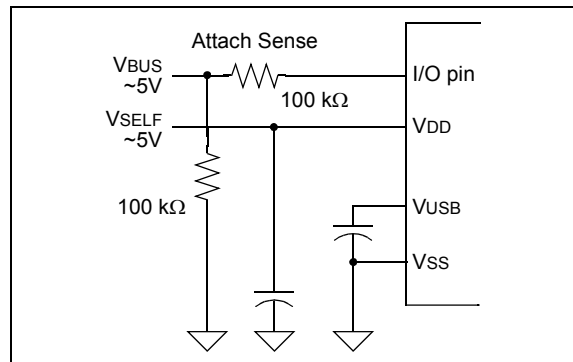 Attach Sense
VBUS
~5V
I/O pin
100 kΩ
VSELF
~5V
VDD
100 kΩ
VUSB
VSS